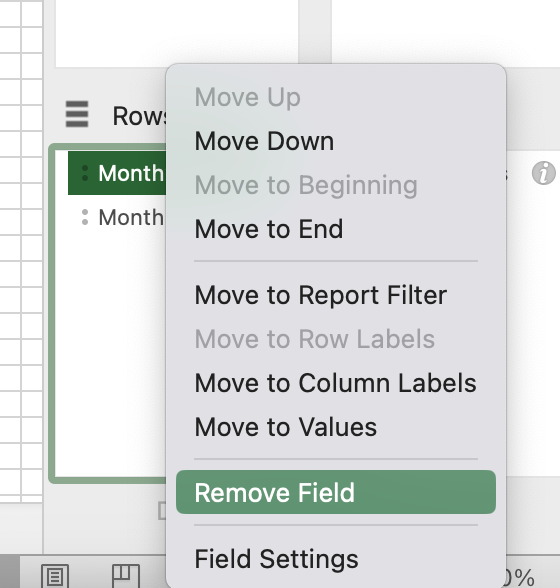 Move Up
Rows
Move Down
Month
Move to Beginning
Month
Move to End
Move to Report Filter
Move to Row Labels
Move to Column Labels
Move to Values
Remove Field
Field Settings
0%